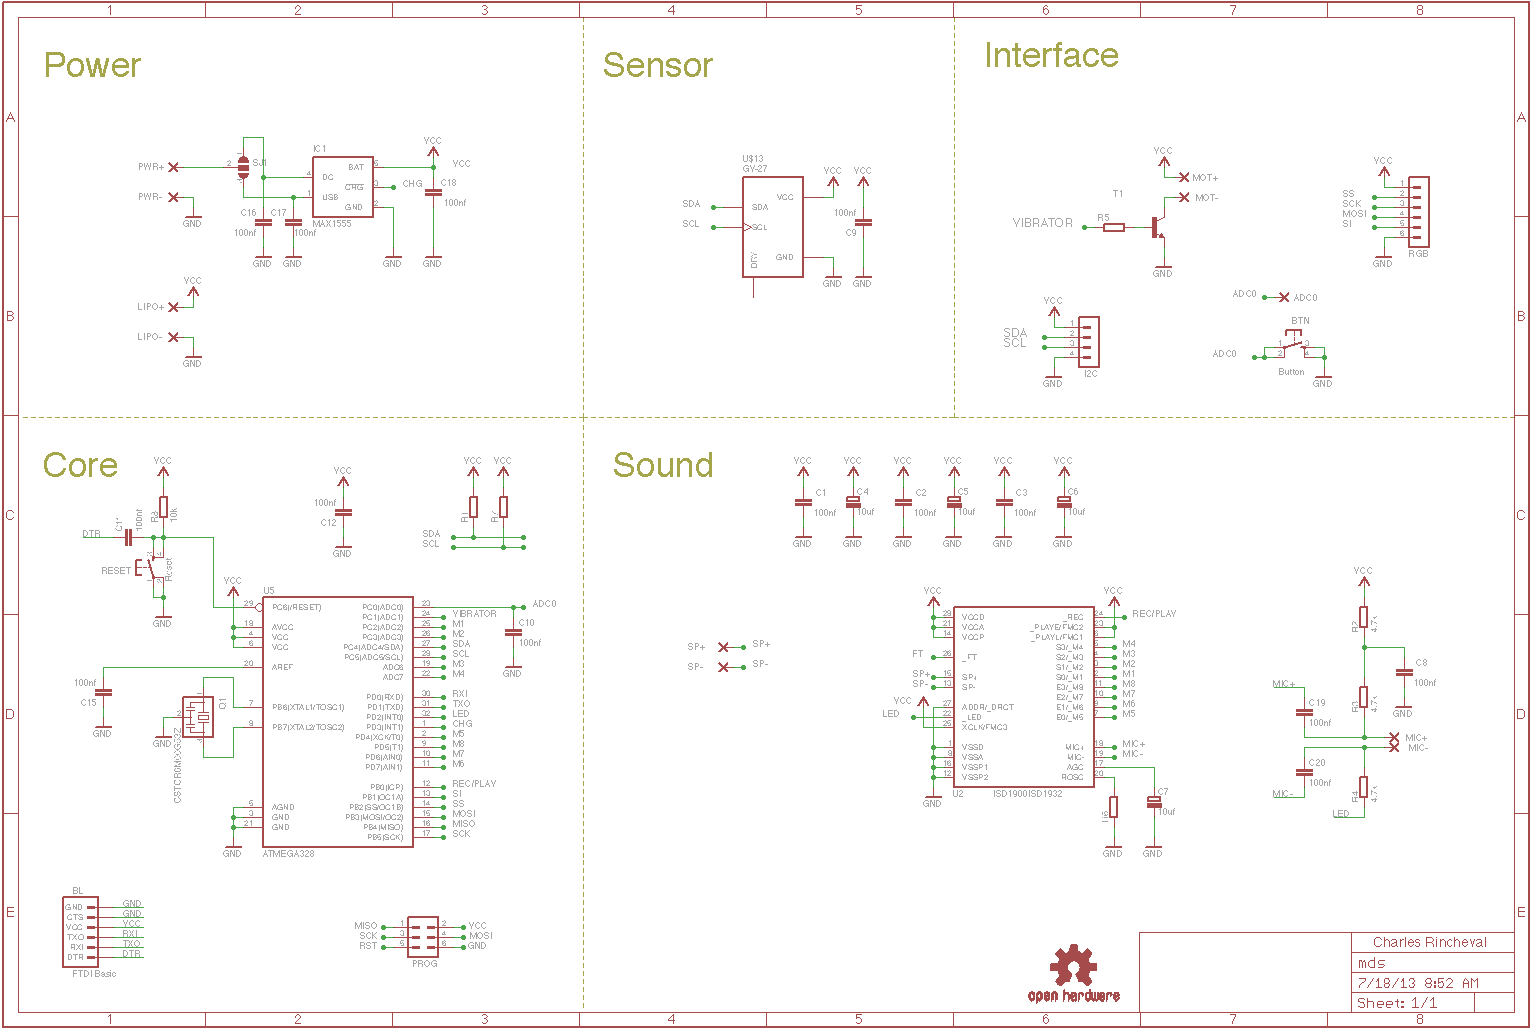 1 2 3 4 5 6 7 8
A
B
C
D
E
Power
PWR+
PWR-
GND
2
SJ1
IC1
4
1
DC
USB
BAT
CHG
GND
5
3
2
MAX1555
CHG
VCC
VCC
C18
100nf
C16
100nf
C17
100nf
GND
GND
GND
GND
VCC
LIPO+
LIPO-
GND
Sensor
U$13
GY-27
SDA
SCL
SDA
SCL
VCC
GND
VCC
VCC
100nf
C9
GND
GND
Interface
VCC
MOT+
MOT-
T1
VIBRATOR
R5
GND
VCC
SS
SCK
MOSI
SI
1
2
3
4
5
6
GND
RGB
VCC
SDA
SCL
1
2
3
4
GND
I2C
ADC0
ADC0
BTN
ADC0
1
2
3
4
Button
GND
Core
VCC
DTR
C11
100nf
10k
RESET
Reset
GND
VCC
100nf
C12
GND
VCC
VCC
SDA
SCL
VCC
U5
29
PC6(/RESET)
19
AVCC
4
VCC
6
VCC
20
AREF
7
PB6(XTAL1/TOSC1)
PB7(XTAL2/TOSC2)
5
AGND
3
GND
21
GND
PC0(ADC0) 23
PC1(ADC1) 24 VIBRATOR
PC2(ADC2) 25 M1
PC3(ADC3) 26 M2
PC4(ADC4/SDA) 27 SDA
PC5(ADC5/SCL) 28 SCL
ADC6 19 M3
ADC7 22 M4
PD0(RXD) 30 RXI
PD1(TXD) 31 TXO
PD2(INT0) 32 LED
PD3(INT1) 1 CHG
PD4(XCK/T0) 2 M5
PD5(T1) 9 M8
PD6(AIN0) 10 M7
PD7(AIN1) 11 M6
PB0(ICP) 12 REC/PLAY
PB1(OC1A) 13 SI
PB2(SS/OC1B) 14 SS
PB3(MOSI/OC2) 15 MOSI
PB4(MISO) 16 MISO
PB5(SCK) 17 SCK
ADC0
C10
100nf
GND
100nf
C15
GND
GND
Q1
GND
ATMEGA328
BL
GND GND
CTS GND
VCC VCC
TXO RXI
RXI TXO
DTR DTR
FTDI Basic
MISO 1 2 VCC
SCK 3 4 MOSI
RST 5 6 GND
PROG
Sound
VCC VCC VCC VCC VCC VCC
C1 C4 C2 C5 C3 C6
100nf 10uf 100nf 10uf 100nf 10uf
GND GND GND GND GND GND
SP+ SP+
SP- SP-
VCC
29 VCCD
21 VCCA
14 VCCP
FT 26 _FT
SP+ 15 SP+
SP- 13 SP-
VCC
27 ADDR/_DRCT
LED 22 _LED
25 XCLK/FMC3
1 VSSD
8 VSSA
16 VSSP1
12 VSSP2
GND
VCC
_REC 24 REC/PLAY
_PLAYE/FMC2 23
_PLAYL/FMC1
S3/_M4 M4
S2/_M3 M3
S1/_M2 M2
S0/_M1 M1
E3/_M8 11 M8
E2/_M7 10 M7
E1/_M6 9 M6
E0/_M5 7 M5
MIC+ 18 MIC+
MIC- 19 MIC-
AGC 17
ROSC 20
U2
ISD1900ISD1932
C7
10uf
GND
GND
VCC
R2
R3
R4
C8
100nf
GND
MIC+
C19
100nf
MIC+
MIC-
C20
100nf
MIC-
LED
open hardware
Charles Rincheval
mds
7/18/13 8:52 AM
Sheet: 1/1
A
B
C
D
E
1 2 3 4 5 6 7 8